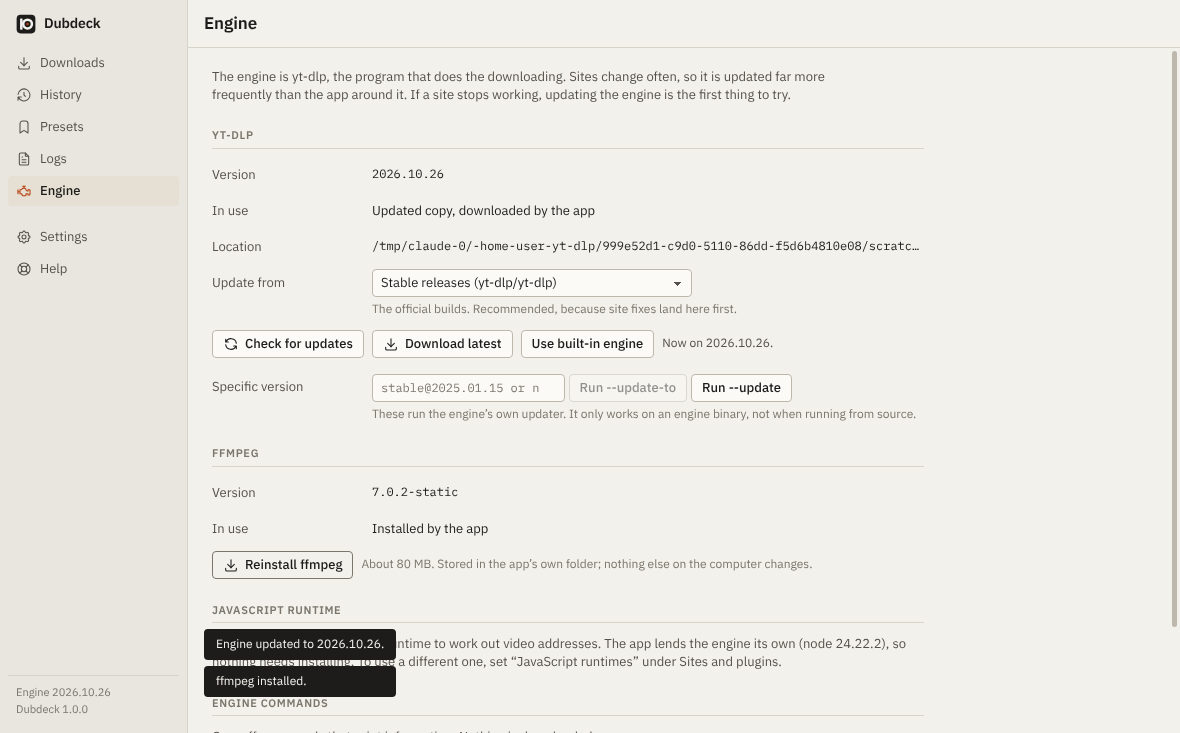 Dubdeck
Downloads
History
Presets
Logs
Engine
Settings
Help
Engine 2026.10.26
Dubdeck 1.0.0
Engine
The engine is yt-dlp, the program that does the downloading. Sites change often, so it is updated far more
frequently than the app around it. If a site stops working, updating the engine is the first thing to try.
YT-DLP
Version 2026.10.26
In use Updated copy, downloaded by the app
Location /tmp/claude-0/-home-user-yt-dlp/999e52d1-c9d0-5110-86dd-f5d6b4810e08/scratc…
Update from Stable releases (yt-dlp/yt-dlp)
The official builds. Recommended, because site fixes land here first.
Check for updates Download latest Use built-in engine Now on 2026.10.26.
Specific version stable@2025.01.15 or n Run --update-to Run --update
These run the engine’s own updater. It only works on an engine binary, not when running from source.
FFMPEG
Version 7.0.2-static
In use Installed by the app
Reinstall ffmpeg About 80 MB. Stored in the app’s own folder; nothing else on the computer changes.
JAVASCRIPT RUNTIME
Engine updated to 2026.10.26. to work out video addresses. The app lends the engine its own (node 24.22.2), so
a different one, set “JavaScript runtimes” under Sites and plugins.
ffmpeg installed.
ENGINE COMMANDS